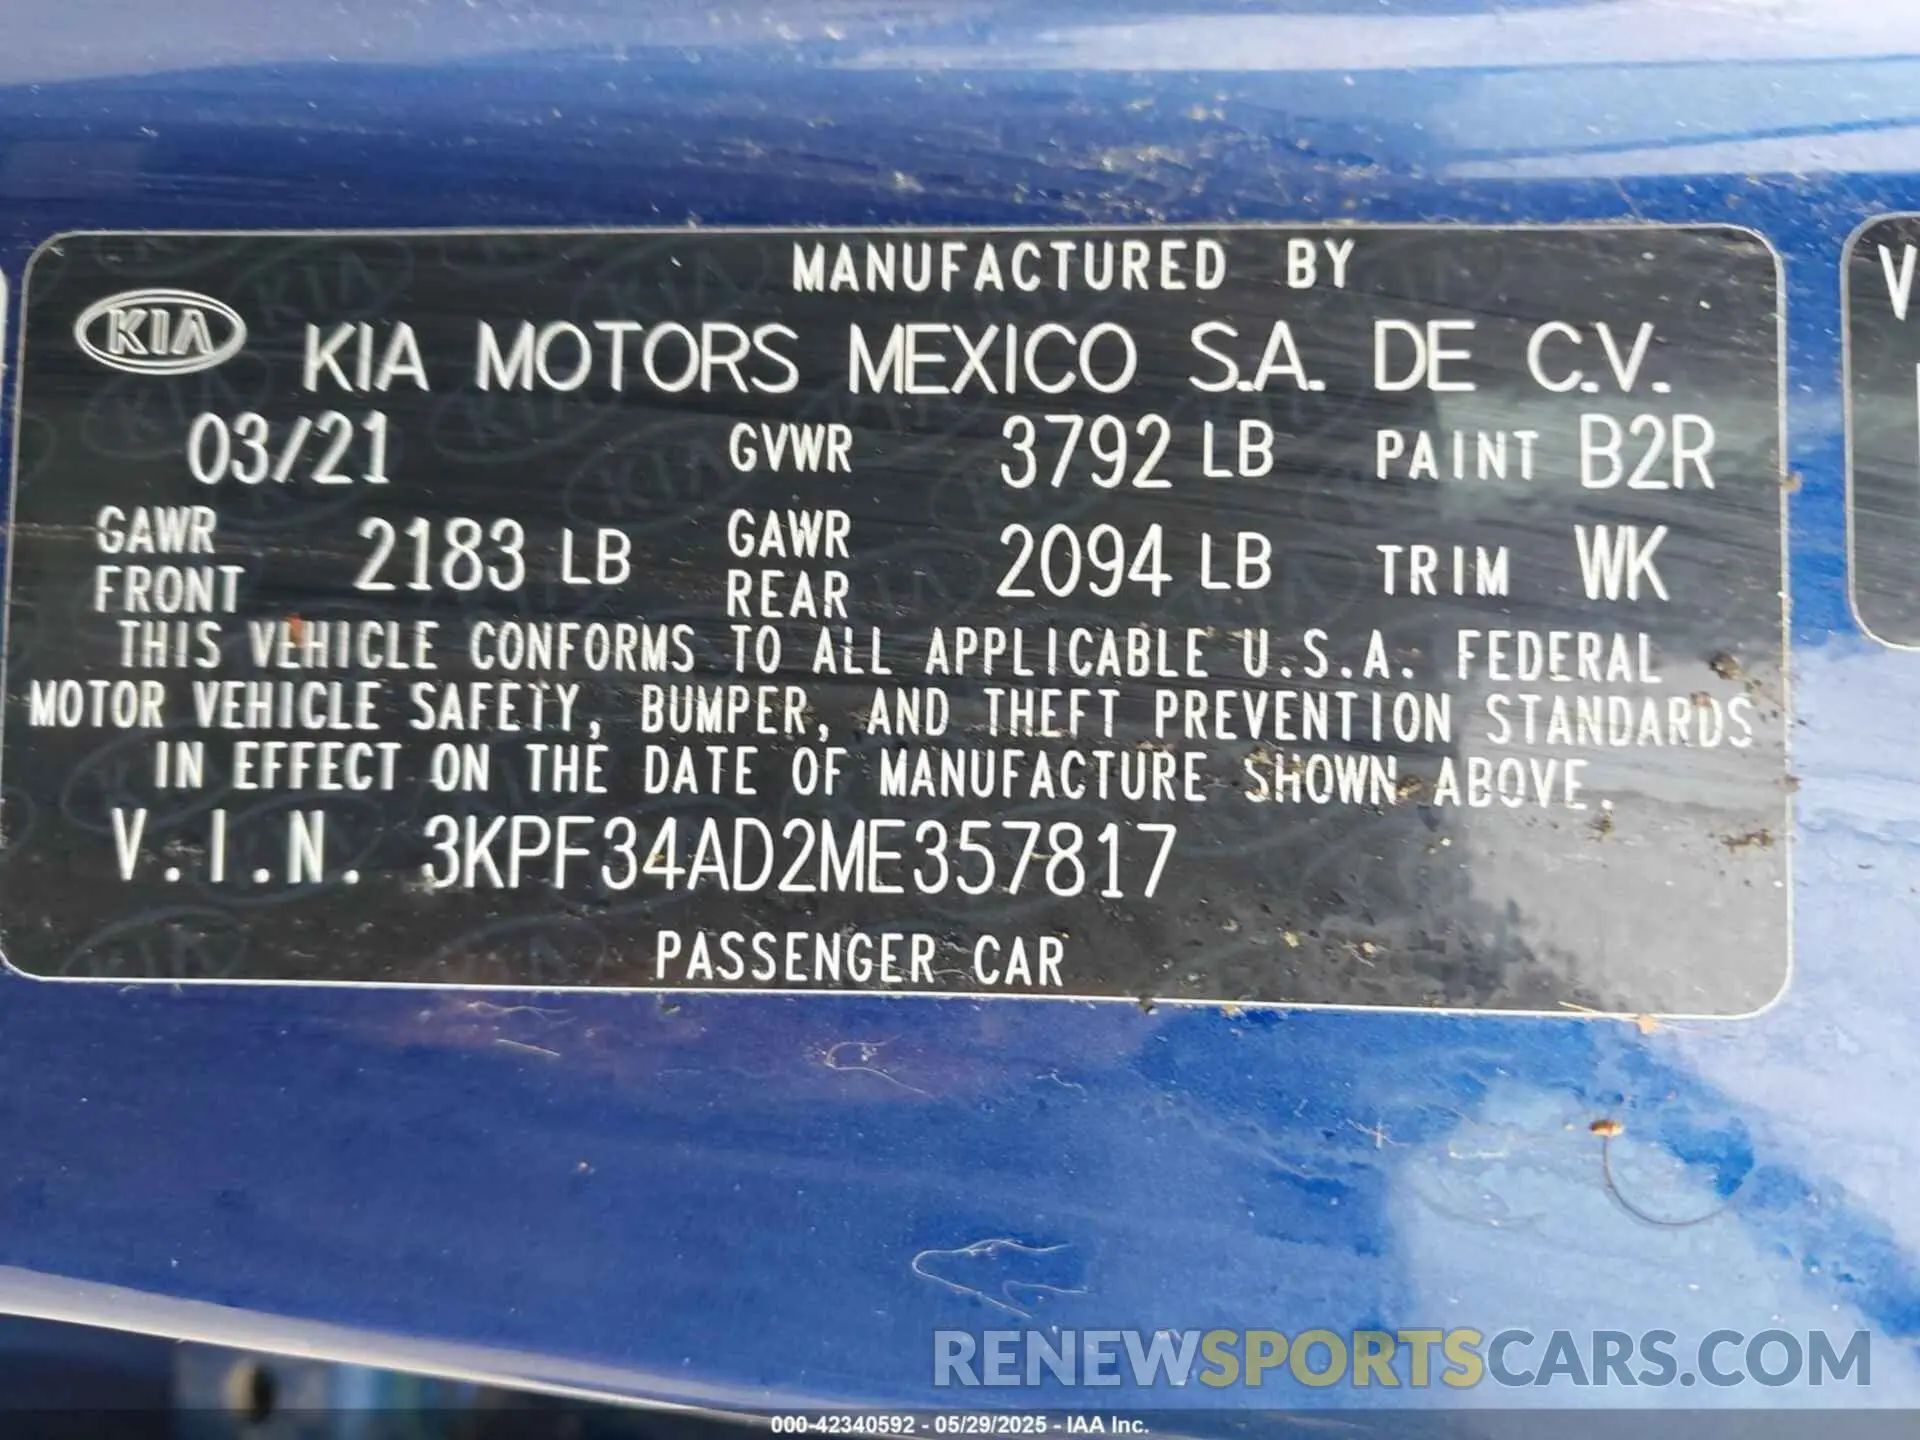 MANUFACTURED BY
KIA KIA MOTORS MEXICO S.A. DE C.V.
03/21 GVWR 3792 LB PAINT B2R
GAWR FRONT 2183 LB GAWR REAR 2094 LB TRIM WK
THIS VEHICLE CONFORMS TO ALL APPLICABLE U.S.A. FEDERAL
MOTOR VEHICLE SAFETY, BUMPER, AND THEFT PREVENTION STANDARDS
IN EFFECT ON THE DATE OF MANUFACTURE SHOWN ABOVE.
V.I.N. 3KPF34AD2ME357817
PASSENGER CAR
V
RENEWSPORTSCARS.COM
000-42340592 - 05/29/2025 - IAA Inc.